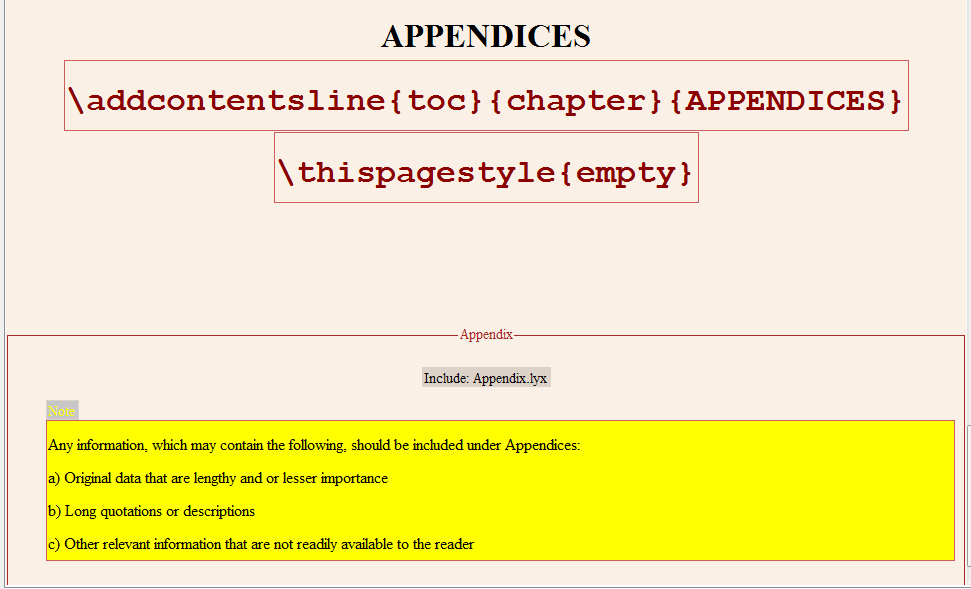 APPENDICES
\addcontentsline{toc}{chapter}{APPENDICES}
\thispagestyle{empty}
Appendix
Include: Appendix.lyx
Note
Any information, which may contain the following, should be included under Appendices:
a) Original data that are lengthy and or lesser importance
b) Long quotations or descriptions
c) Other relevant information that are not readily available to the reader